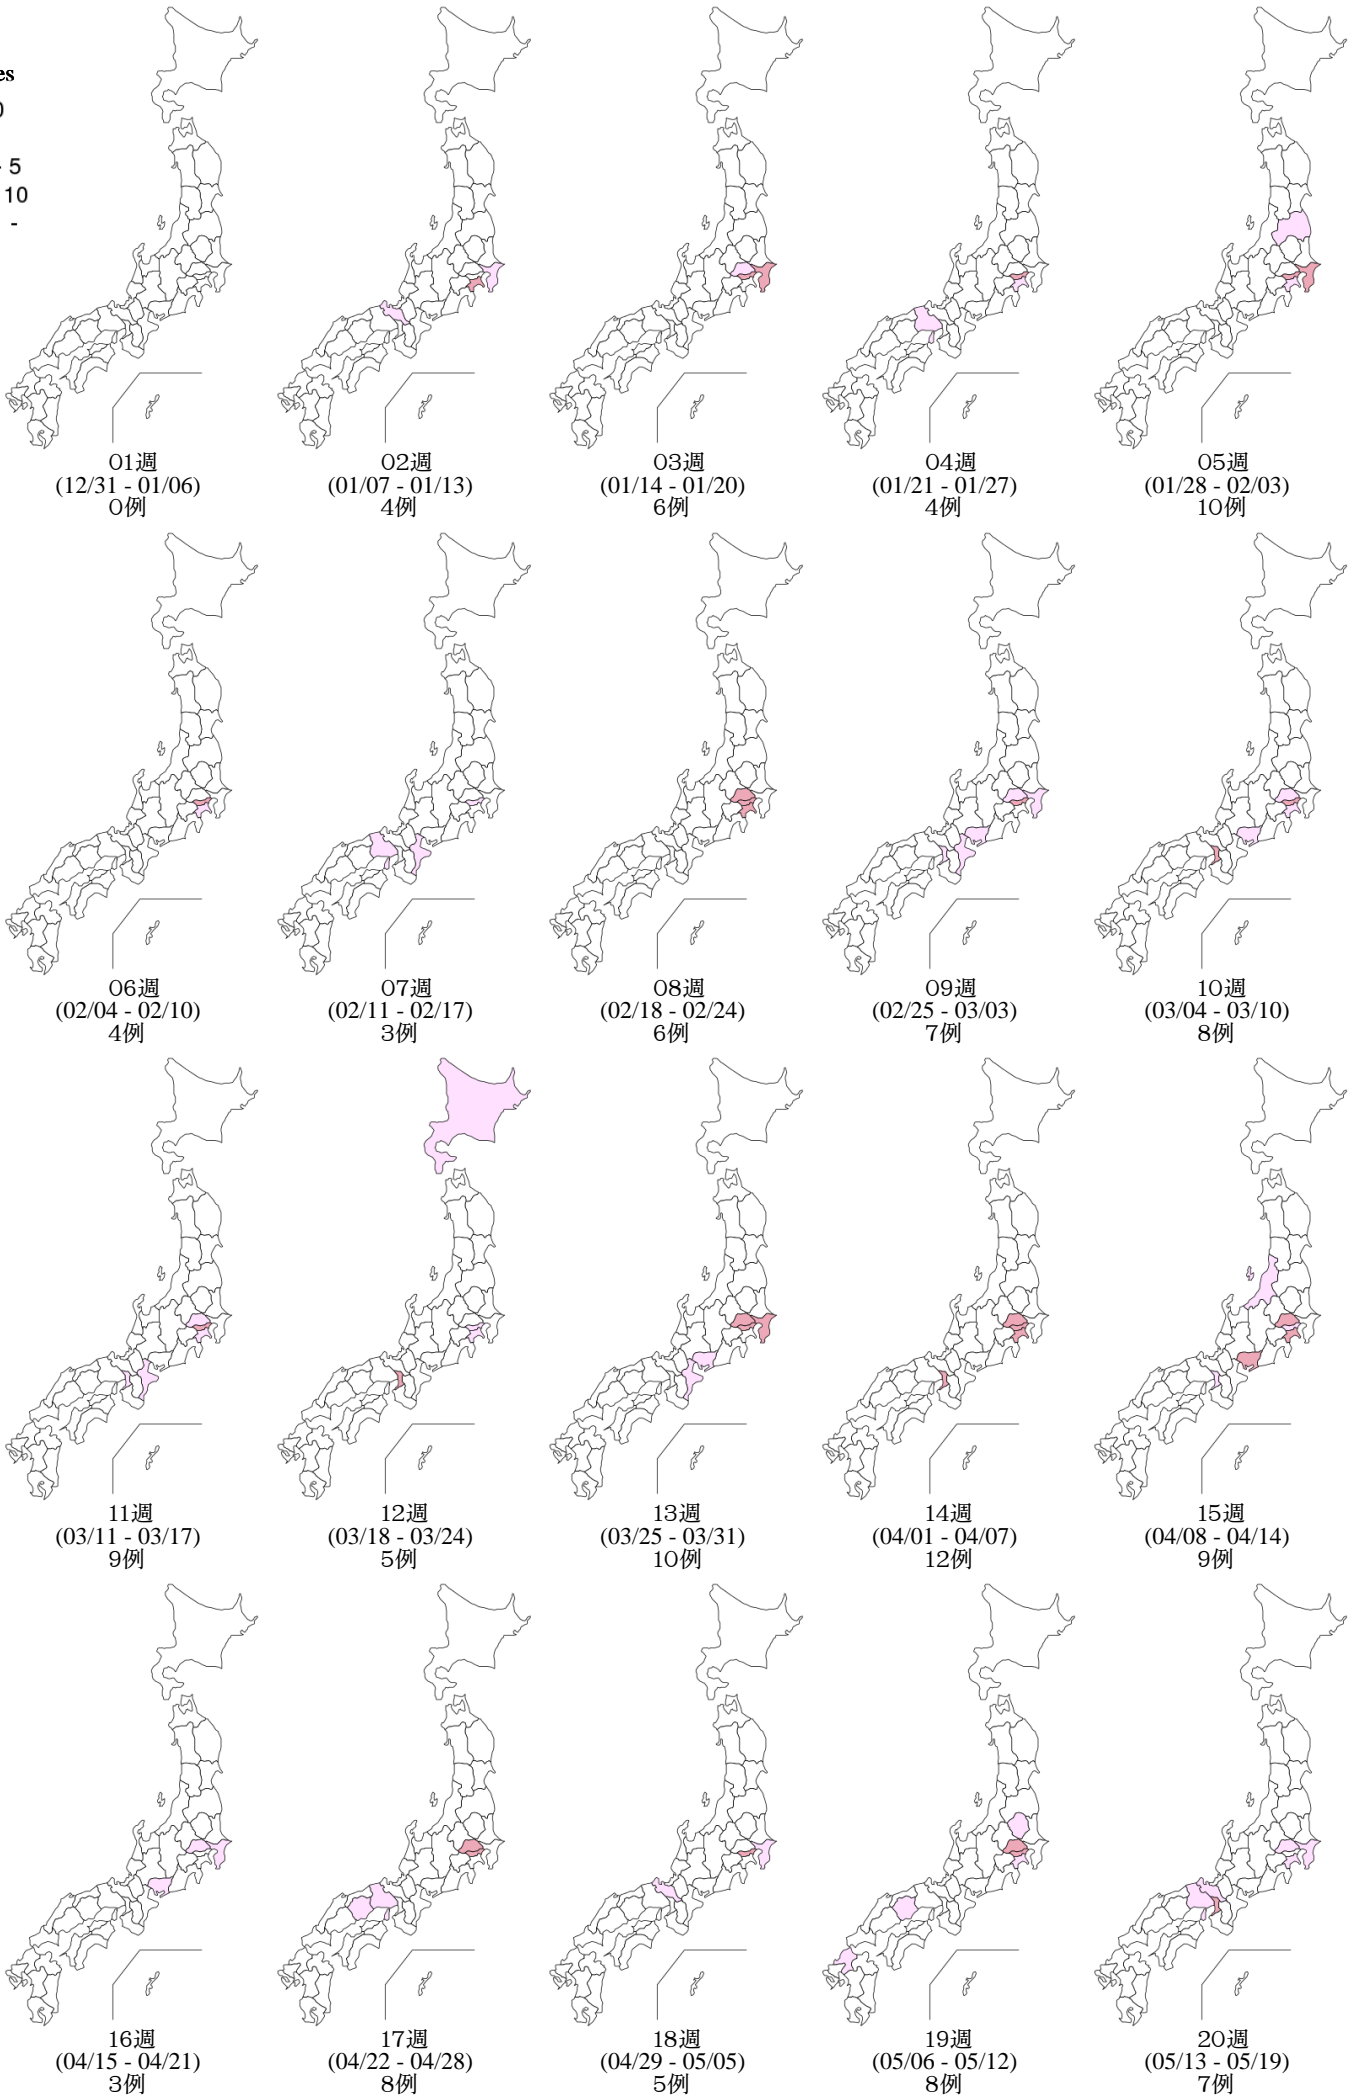 es
0
- 5
10
-
01週
(12/31 - 01/06)
0例
02週
(01/07 - 01/13)
4例
03週
(01/14 - 01/20)
6例
04週
(01/21 - 01/27)
4例
05週
(01/28 - 02/03)
10例
06週
(02/04 - 02/10)
4例
07週
(02/11 - 02/17)
3例
08週
(02/18 - 02/24)
6例
09週
(02/25 - 03/03)
7例
10週
(03/04 - 03/10)
8例
11週
(03/11 - 03/17)
9例
12週
(03/18 - 03/24)
5例
13週
(03/25 - 03/31)
10例
14週
(04/01 - 04/07)
12例
15週
(04/08 - 04/14)
9例
16週
(04/15 - 04/21)
3例
17週
(04/22 - 04/28)
8例
18週
(04/29 - 05/05)
5例
19週
(05/06 - 05/12)
8例
20週
(05/13 - 05/19)
7例